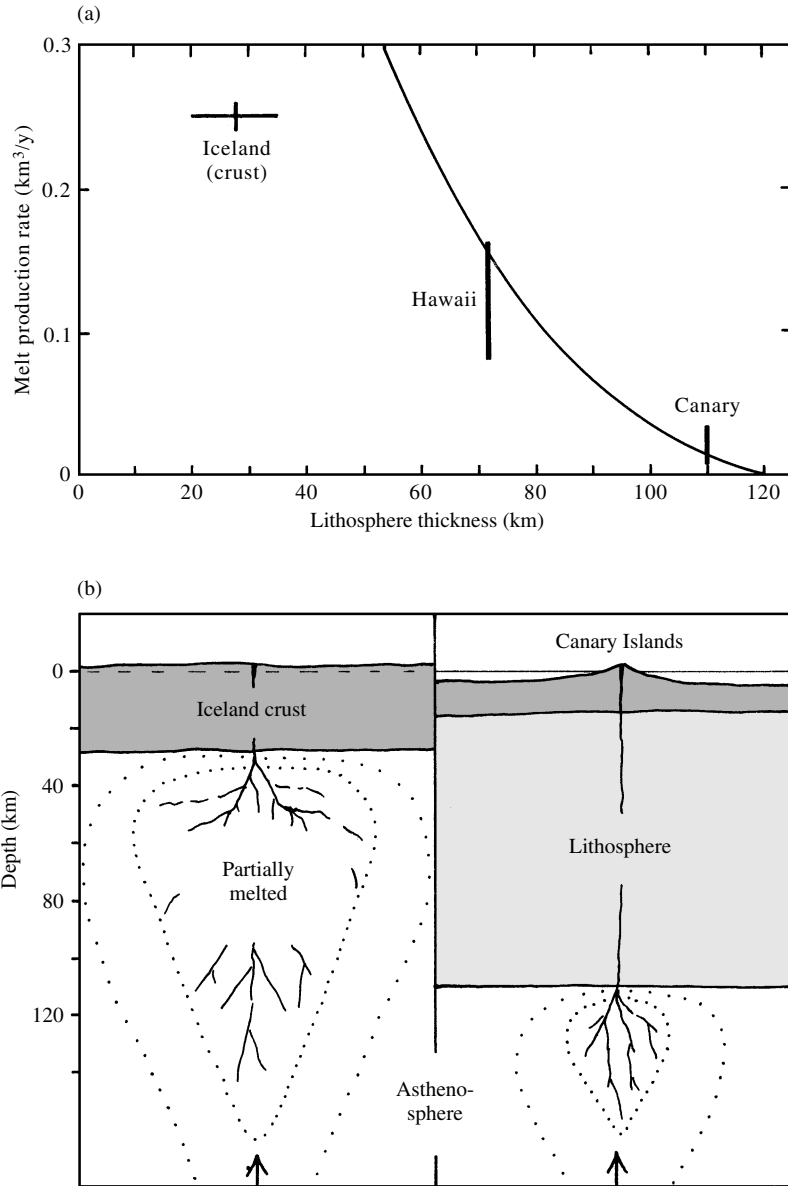 (a)
0.3
0.2
0.1
0
Melt production rate (km³/y)
Iceland
(crust)
Hawaii
Canary
0
20
40
60
80
100
120
Lithosphere thickness (km)
(b)
Canary Islands
0
40
80
120
Depth (km)
Iceland crust
Partially
melted
Lithosphere
Astheno-
sphere